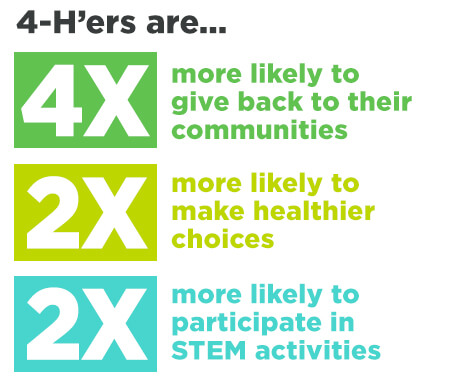 4-H’ers are...
4X
more likely to
give back to their
communities
2X
more likely to
make healthier
choices
2X
more likely to
participate in
STEM activities